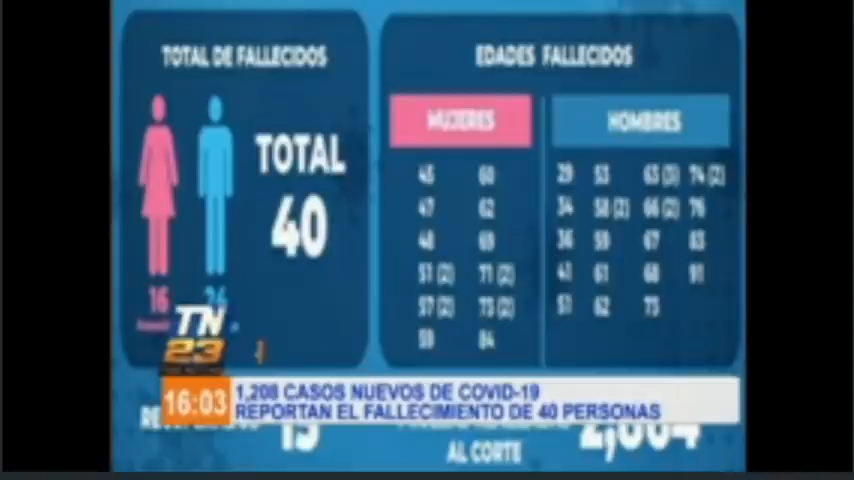 TOTAL DE FALLECIDOS
TOTAL
40
16
EDADES FALLECIDOS
MUJERES
HOMBRES
45 60
47 62
48 69
51 (2) 71 (2)
57 (2) 73 (2)
59 84
29 53 63 (3) 74 (2)
34 58 (2) 66 (2) 76
36 59 67 83
41 61 68 91
51 62 73
TN
23
16:03
1,208 CASOS NUEVOS DE COVID-19
REPORTAN EL FALLECIMIENTO DE 40 PERSONAS
AL CORTE